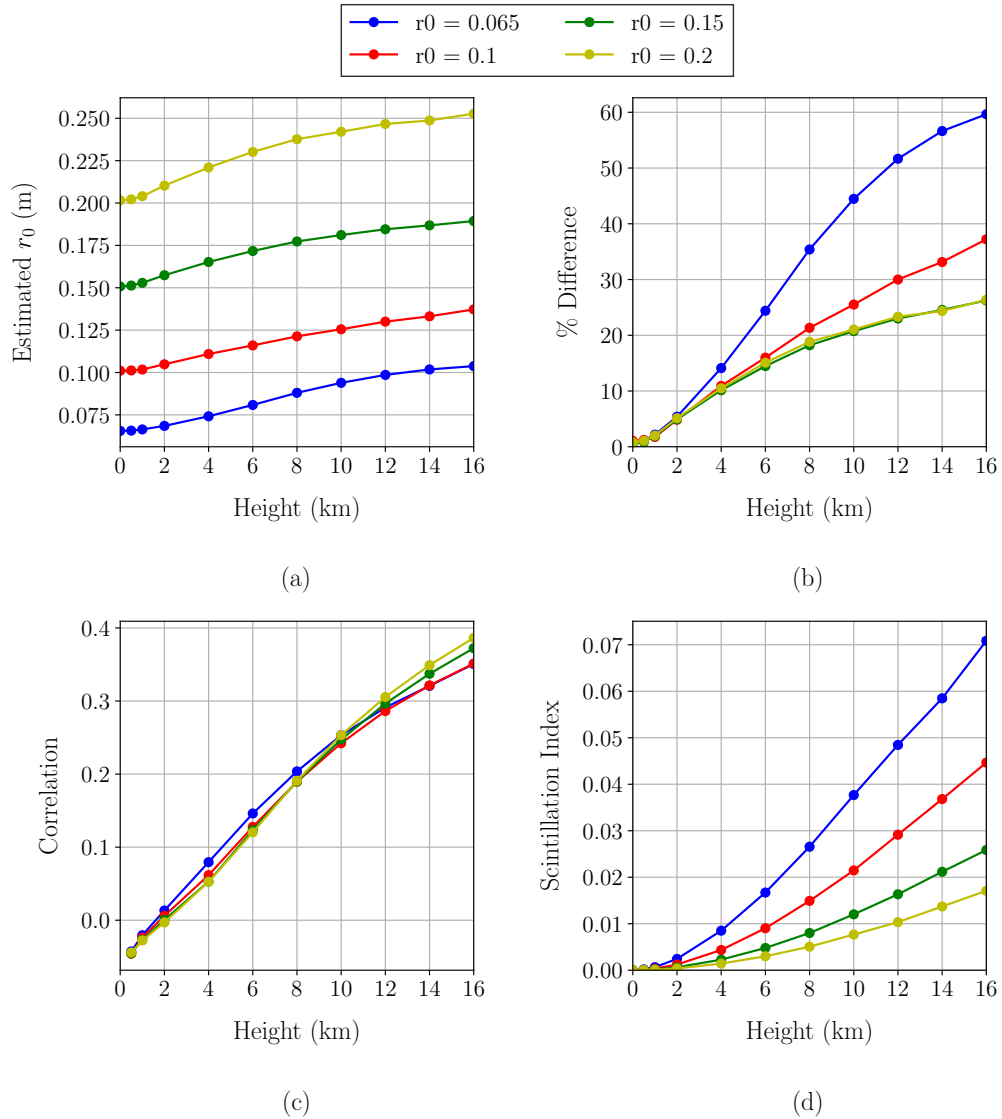 r0 = 0.065 r0 = 0.15
r0 = 0.1 r0 = 0.2
0.250
0.225
0.200
0.175
0.150
0.125
0.100
0.075
Estimated r₀ (m)
0 2 4 6 8 10 12 14 16
Height (km)
(a)
60
50
40
30
20
10
0
% Difference
0 2 4 6 8 10 12 14 16
Height (km)
(b)
0.4
0.3
0.2
0.1
0.0
Correlation
0 2 4 6 8 10 12 14 16
Height (km)
(c)
0.07
0.06
0.05
0.04
0.03
0.02
0.01
0.00
Scintillation Index
0 2 4 6 8 10 12 14 16
Height (km)
(d)